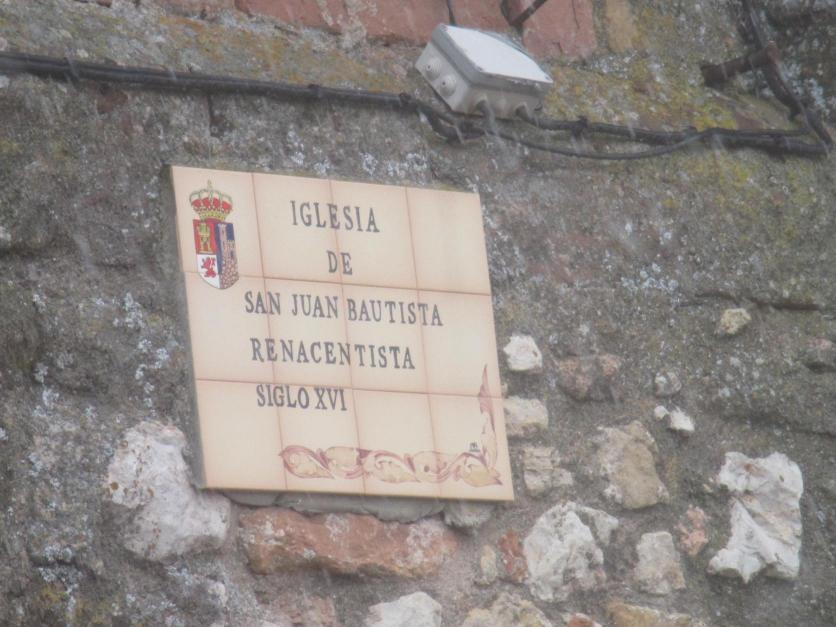 IGLESIA
DE
SAN JUAN BAUTISTA
RENACENTISTA
SIGLO XVI